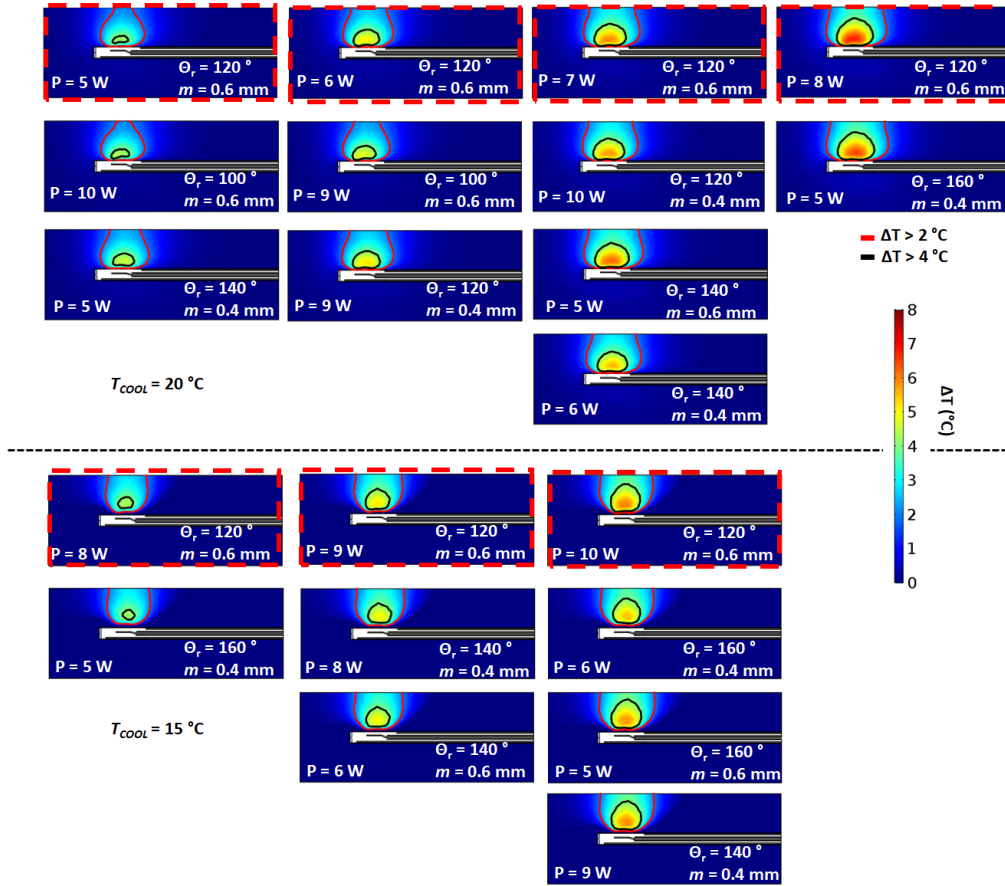 P = 5 W
Θr = 120 °
m = 0.6 mm
P = 6 W
Θr = 120 °
m = 0.6 mm
P = 7 W
Θr = 120 °
m = 0.6 mm
P = 8 W
Θr = 120 °
m = 0.6 mm
P = 10 W
Θr = 100 °
m = 0.6 mm
P = 9 W
Θr = 100 °
m = 0.6 mm
P = 10 W
Θr = 120 °
m = 0.4 mm
P = 5 W
Θr = 160 °
m = 0.4 mm
P = 5 W
Θr = 140 °
m = 0.4 mm
P = 9 W
Θr = 120 °
m = 0.4 mm
P = 5 W
Θr = 140 °
m = 0.6 mm
ΔT > 2 °C
ΔT > 4 °C
P = 6 W
Θr = 140 °
m = 0.4 mm
TCOOL = 20 °C
8
7
6
5
4
3
2
1
0
ΔT (°C)
P = 8 W
Θr = 120 °
m = 0.6 mm
P = 9 W
Θr = 120 °
m = 0.6 mm
P = 10 W
Θr = 120 °
m = 0.6 mm
P = 5 W
Θr = 160 °
m = 0.4 mm
P = 8 W
Θr = 140 °
m = 0.4 mm
P = 6 W
Θr = 160 °
m = 0.4 mm
TCOOL = 15 °C
P = 6 W
Θr = 140 °
m = 0.6 mm
P = 5 W
Θr = 160 °
m = 0.6 mm
P = 9 W
Θr = 140 °
m = 0.4 mm